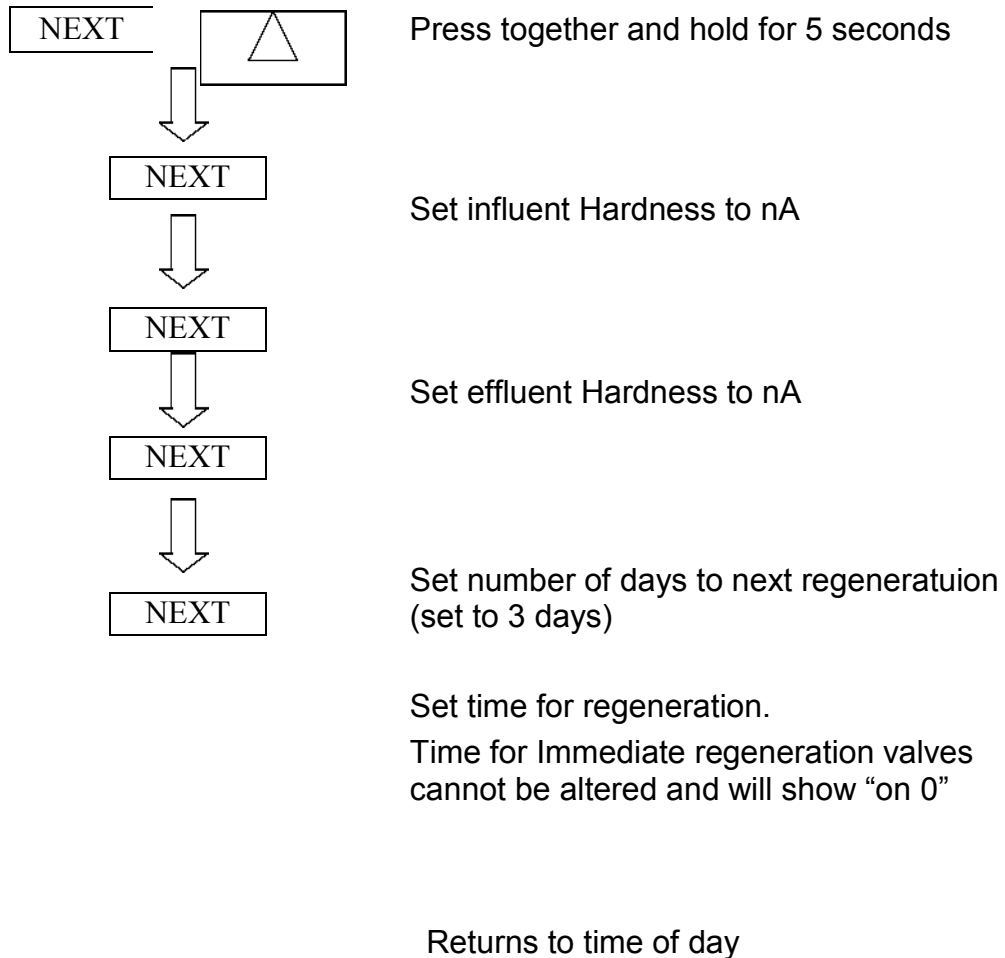 NEXT
Press together and hold for 5 seconds
NEXT
Set influent Hardness to nA
NEXT
Set effluent Hardness to nA
NEXT
Set number of days to next regeneratuion
(set to 3 days)
NEXT
Set time for regeneration.
Time for Immediate regeneration valves
cannot be altered and will show “on 0”
Returns to time of day